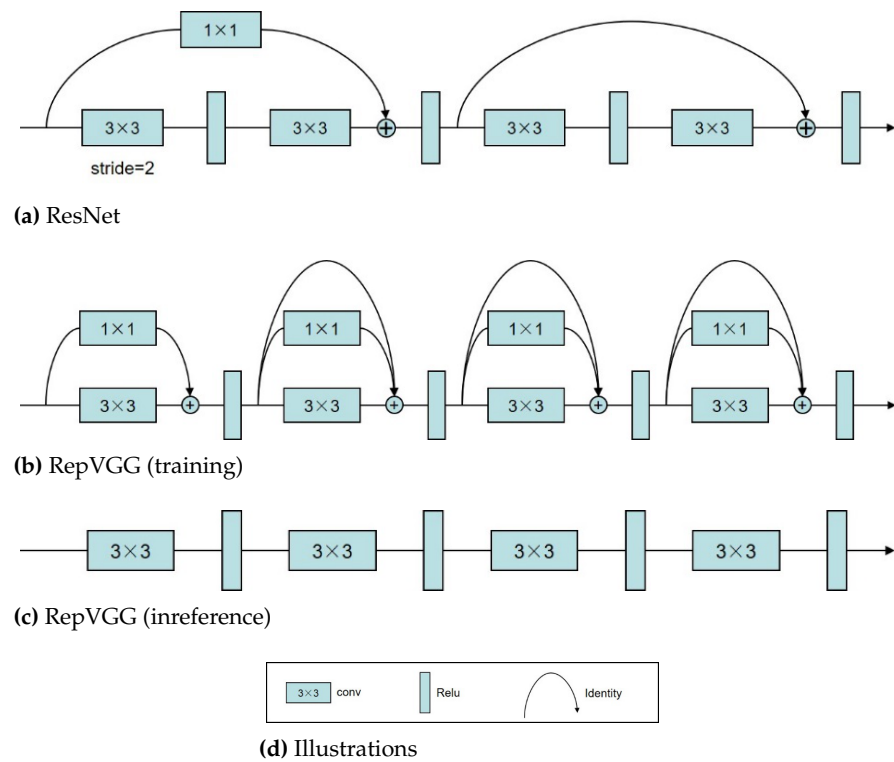 1×1
3×3 3×3 3×3 3×3
stride=2
(a) ResNet
1×1 1×1 1×1 1×1
3×3 3×3 3×3 3×3
(b) RepVGG (training)
3×3 3×3 3×3 3×3
(c) RepVGG (inreference)
3×3 conv Relu Identity
(d) Illustrations